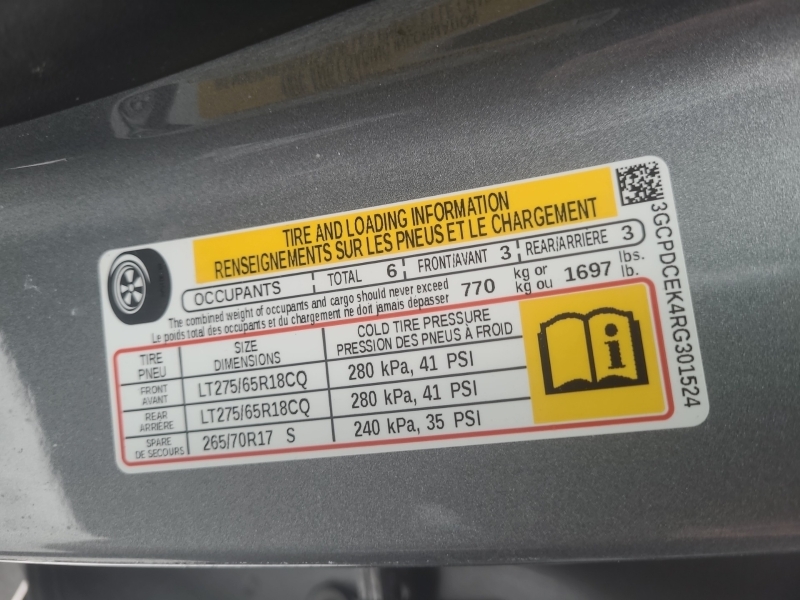 TIRE AND LOADING INFORMATION
RENSEIGNEMENTS SUR LES PNEUS ET LE CHARGEMENT
OCCUPANTS TOTAL 6 FRONT/AVANT 3 REAR/ARRIERE 3
The combined weight of occupants and cargo should never exceed 770 kg or 1697 lbs.
Le poids total des occupants et du chargement ne doit jamais dépasser kg ou lb.
TIRE SIZE COLD TIRE PRESSURE
PNEU DIMENSIONS PRESSION DES PNEUS À FROID
FRONT
AVANT LT275/65R18CQ 280 kPa, 41 PSI
REAR
ARRIÈRE LT275/65R18CQ 280 kPa, 41 PSI
SPARE
DE SECOURS 265/70R17 S 240 kPa, 35 PSI
3GCPDCEK4RG301524